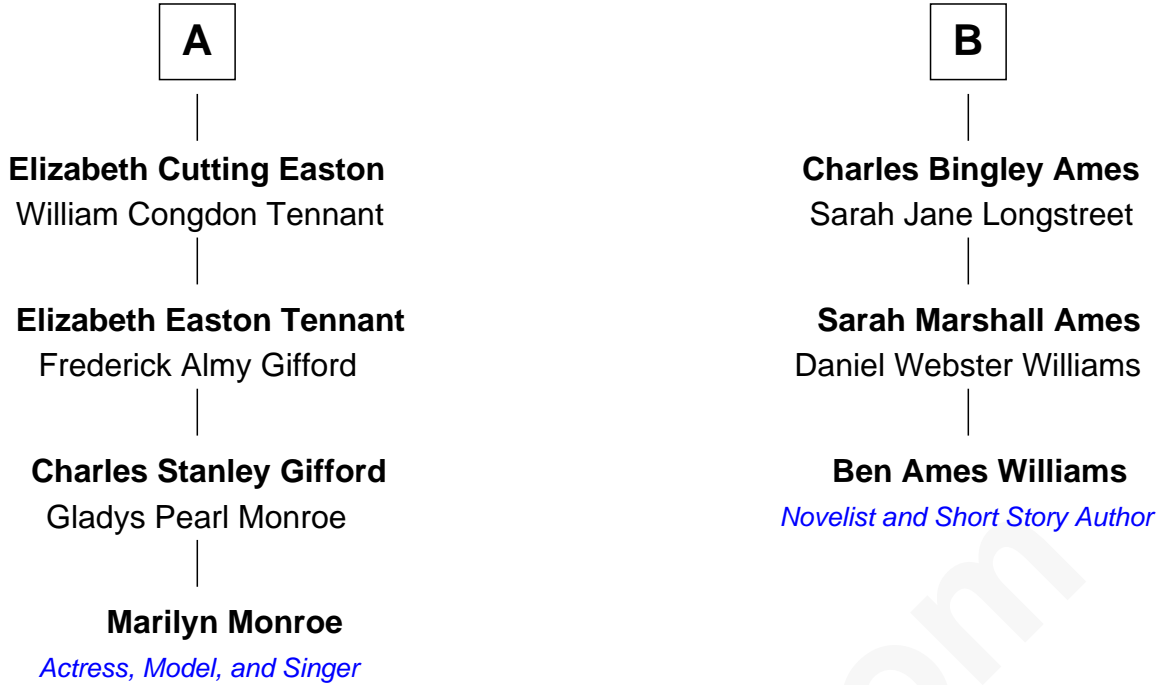 A
Elizabeth Cutting Easton
William Congdon Tennant
Elizabeth Easton Tennant
Frederick Almy Gifford
Charles Stanley Gifford
Gladys Pearl Monroe
Marilyn Monroe
Actress, Model, and Singer
B
Charles Bingley Ames
Sarah Jane Longstreet
Sarah Marshall Ames
Daniel Webster Williams
Ben Ames Williams
Novelist and Short Story Author
om